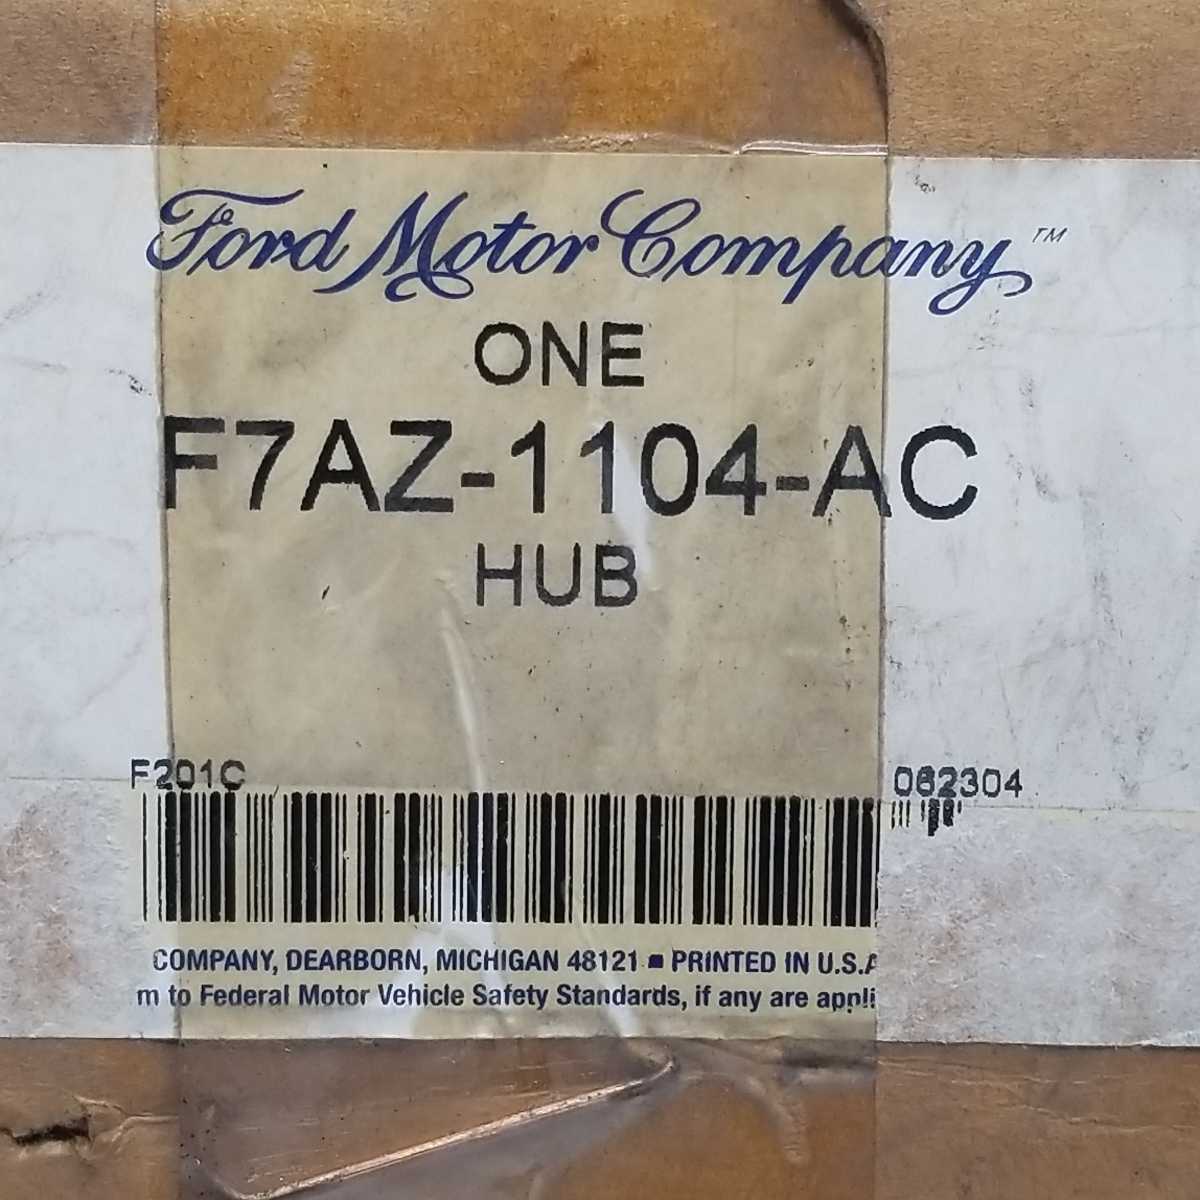 Ford Motor Company™
ONE
F7AZ-1104-AC
HUB
F201C 062304
COMPANY, DEARBORN, MICHIGAN 48121 ■ PRINTED IN U.S.A
m to Federal Motor Vehicle Safety Standards, if any are appli